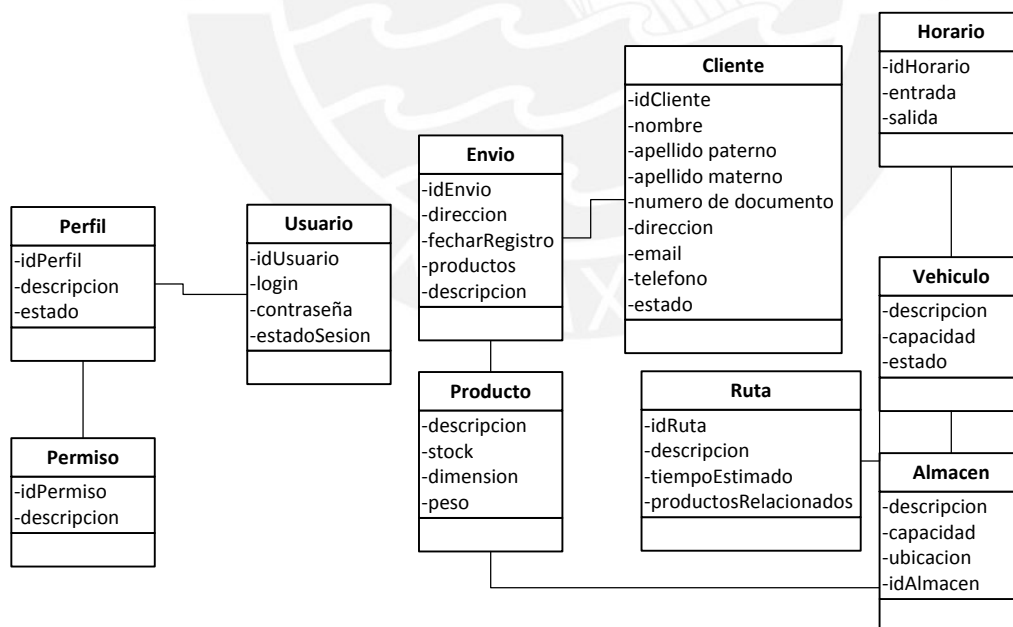 Horario
-idHorario
-entrada
-salida
Cliente
-idCliente
-nombre
-apellido paterno
-apellido materno
-numero de documento
-direccion
-email
-telefono
-estado
Envio
-idEnvio
-direccion
-fecharRegistro
-productos
-descripcion
Perfil
-idPerfil
-descripcion
-estado
Usuario
-idUsuario
-login
-contraseña
-estadoSesion
Vehiculo
-descripcion
-capacidad
-estado
Producto
-descripcion
-stock
-dimension
-peso
Ruta
-idRuta
-descripcion
-tiempoEstimado
-productosRelacionados
Permiso
-idPermiso
-descripcion
Almacen
-descripcion
-capacidad
-ubicacion
-idAlmacen